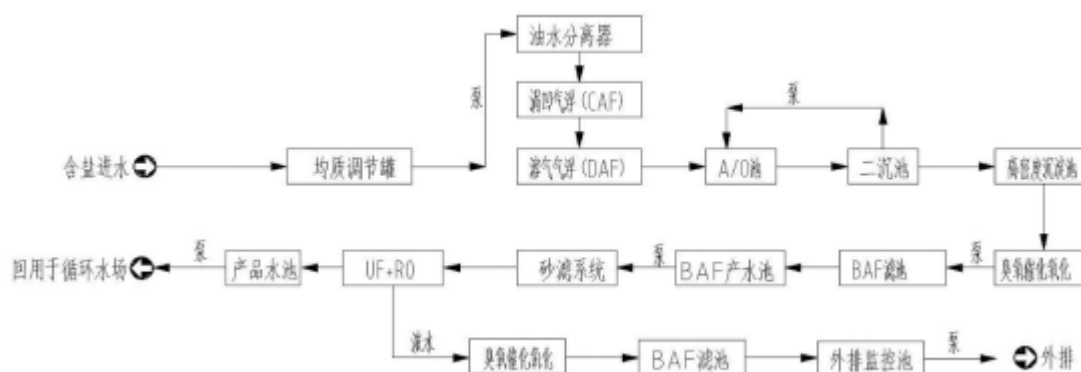 油水分离器
泵
涡凹气浮(CAF)
泵
含盐进水
均质调节罐
溶气气浮(DAF)
A/O池
二沉池
高密度沉淀池
回用于循环水场
泵
产品水池
UF+RO
砂滤系统
泵
BAF产水池
BAF滤池
泵
臭氧催化氧化
浓水
臭氧催化氧化
BAF滤池
外排监控池
泵
外排